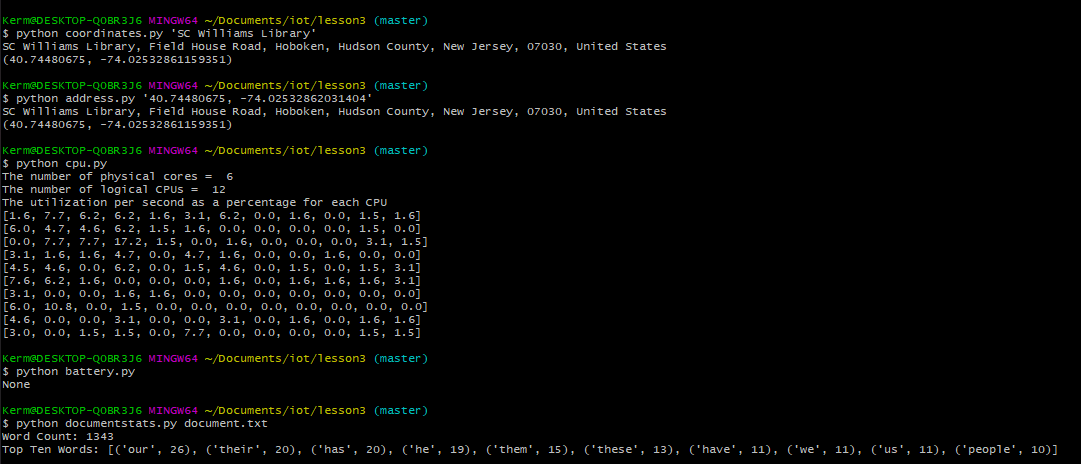 Kerm@DESKTOP-QOBR3J6 MINGW64 ~/Documents/iot/lesson3 (master)
$ python coordinates.py 'SC Williams Library'
SC Williams Library, Field House Road, Hoboken, Hudson County, New Jersey, 07030, United States
(40.74480675, -74.02532861159351)
Kerm@DESKTOP-QOBR3J6 MINGW64 ~/Documents/iot/lesson3 (master)
$ python address.py '40.74480675, -74.02532862031404'
SC Williams Library, Field House Road, Hoboken, Hudson County, New Jersey, 07030, United States
(40.74480675, -74.02532861159351)
Kerm@DESKTOP-QOBR3J6 MINGW64 ~/Documents/iot/lesson3 (master)
$ python cpu.py
The number of physical cores =  6
The number of logical CPUs =  12
The utilization per second as a percentage for each CPU
[1.6, 7.7, 6.2, 6.2, 1.6, 3.1, 6.2, 0.0, 1.6, 0.0, 1.5, 1.6]
[6.0, 4.7, 4.6, 6.2, 1.5, 1.6, 0.0, 0.0, 0.0, 0.0, 1.5, 0.0]
[0.0, 7.7, 7.7, 17.2, 1.5, 0.0, 1.6, 0.0, 0.0, 0.0, 3.1, 1.5]
[3.1, 1.6, 1.6, 4.7, 0.0, 4.7, 1.6, 0.0, 0.0, 1.6, 0.0, 0.0]
[4.5, 4.6, 0.0, 6.2, 0.0, 1.5, 4.6, 0.0, 1.5, 0.0, 1.5, 3.1]
[7.6, 6.2, 1.6, 0.0, 0.0, 0.0, 1.6, 0.0, 1.6, 1.6, 1.6, 3.1]
[3.1, 0.0, 0.0, 1.6, 1.6, 0.0, 0.0, 0.0, 0.0, 0.0, 0.0, 0.0]
[6.0, 10.8, 0.0, 1.5, 0.0, 0.0, 0.0, 0.0, 0.0, 0.0, 0.0, 0.0]
[4.6, 0.0, 0.0, 3.1, 0.0, 0.0, 3.1, 0.0, 1.6, 0.0, 1.6, 1.6]
[3.0, 0.0, 1.5, 1.5, 0.0, 7.7, 0.0, 0.0, 0.0, 0.0, 1.5, 1.5]
Kerm@DESKTOP-QOBR3J6 MINGW64 ~/Documents/iot/lesson3 (master)
$ python battery.py
None
Kerm@DESKTOP-QOBR3J6 MINGW64 ~/Documents/iot/lesson3 (master)
$ python documentstats.py document.txt
Word Count: 1343
Top Ten Words: [('our', 26), ('their', 20), ('has', 20), ('he', 19), ('them', 15), ('these', 13), ('have', 11), ('we', 11), ('us', 11), ('people', 10)]